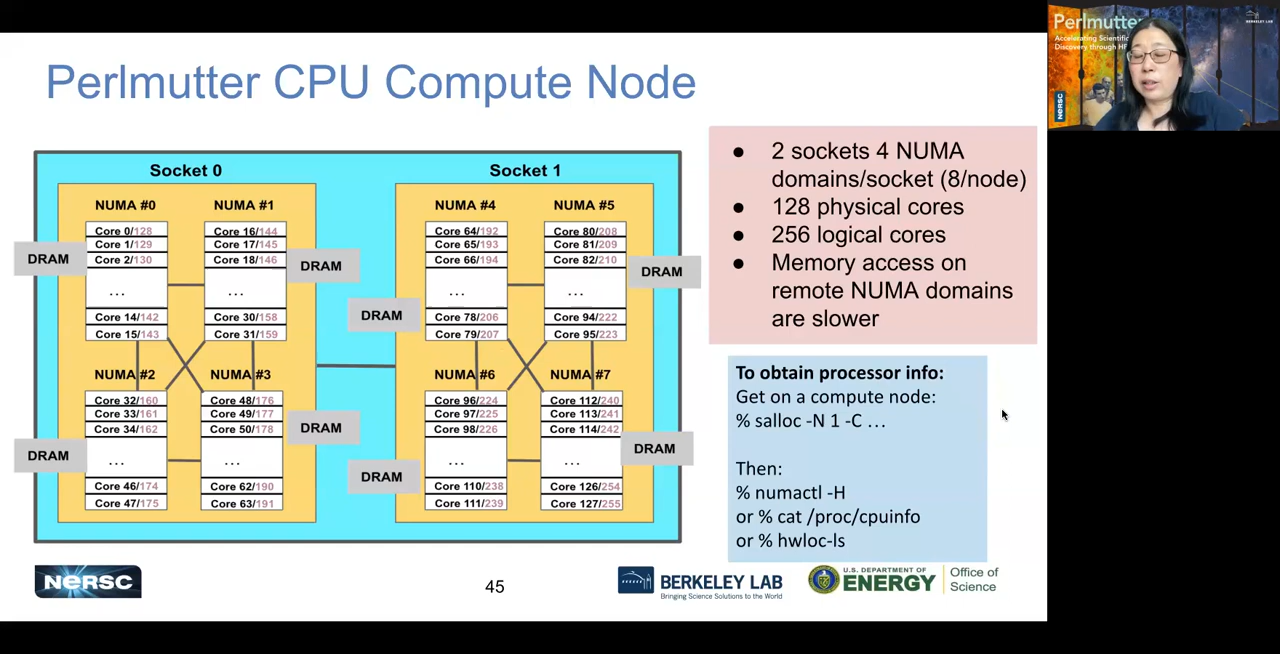 Perlmutter CPU Compute Node
Socket 0
NUMA #0
Core 0/128
Core 1/129
Core 2/130
...
Core 14/142
Core 15/143
NUMA #1
Core 16/144
Core 17/145
Core 18/146
...
Core 30/158
Core 31/159
NUMA #2
Core 32/160
Core 33/161
Core 34/162
...
Core 46/174
Core 47/175
NUMA #3
Core 48/176
Core 49/177
Core 50/178
...
Core 62/190
Core 63/191
DRAM
DRAM
DRAM
DRAM
Socket 1
NUMA #4
Core 64/192
Core 65/193
Core 66/194
...
Core 78/206
Core 79/207
NUMA #5
Core 80/208
Core 81/209
Core 82/210
...
Core 94/222
Core 95/223
NUMA #6
Core 96/224
Core 97/225
Core 98/226
...
Core 110/238
Core 111/239
NUMA #7
Core 112/240
Core 113/241
Core 114/242
...
Core 126/254
Core 127/255
DRAM
DRAM
DRAM
DRAM
● 2 sockets 4 NUMA
domains/socket (8/node)
● 128 physical cores
● 256 logical cores
● Memory access on
remote NUMA domains
are slower
To obtain processor info:
Get on a compute node:
% salloc -N 1 -C …
Then:
% numactl -H
or % cat /proc/cpuinfo
or % hwloc-ls
NERSC
45
BERKELEY LAB
Bringing Science Solutions to the World
U.S. DEPARTMENT OF
ENERGY
Office of
Science
Perlmutter
Accelerating Scientific
Discovery through
BERKELEY LAB
NERSC